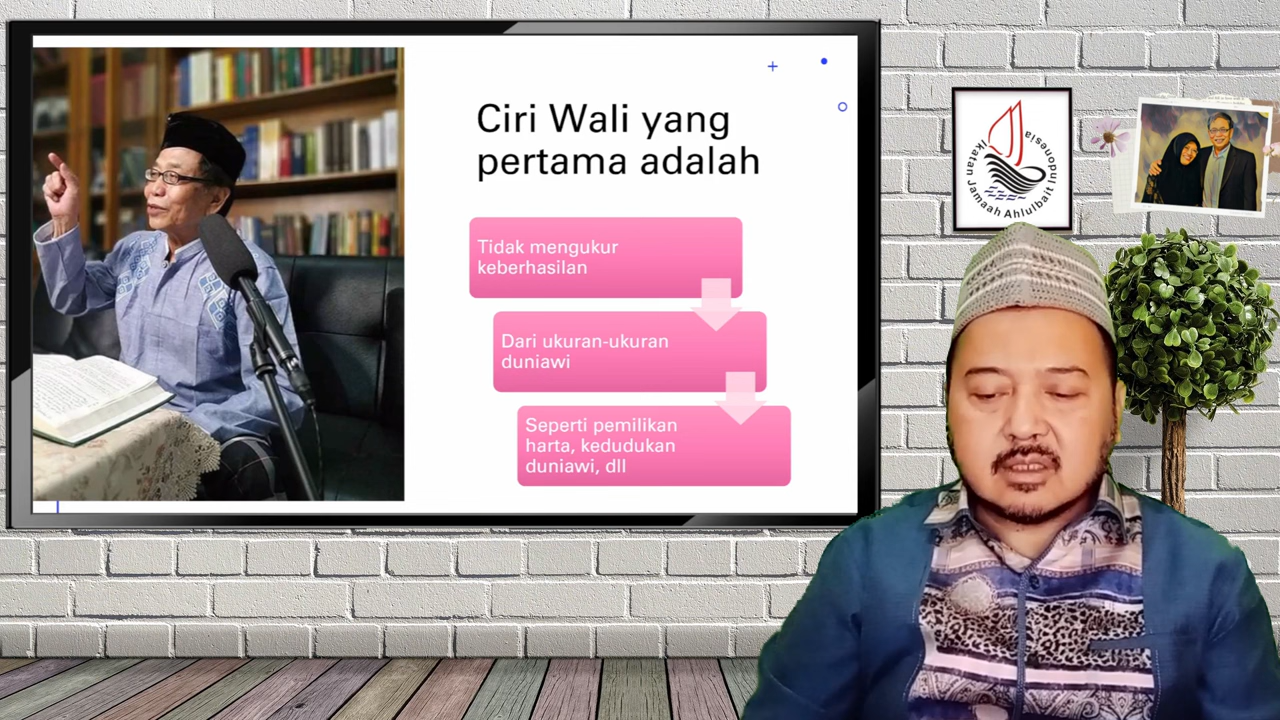 Ciri Wali yang
pertama adalah
Tidak mengukur
keberhasilan
Dari ukuran-ukuran
duniawi
Seperti pemilikan
harta, kedudukan
duniawi, dll
Ikatan Jamaah Ahlulbait Indonesia